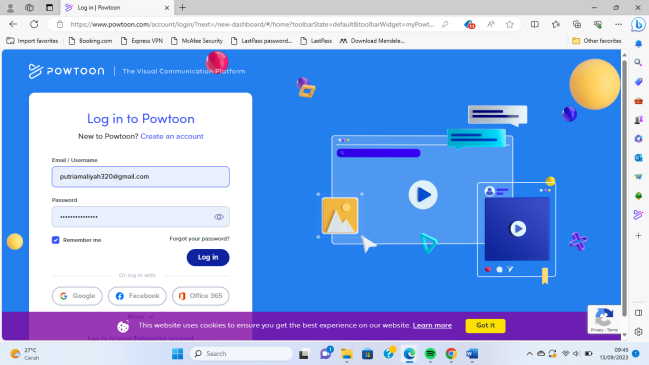 Log in | Powtoon
https://www.powtoon.com/account/login/?next=/new-dashboard/#/home?toolbarState=default&toolbarWidget=myPowt...
Import favorites
Booking.com
Express VPN
McAfee Security
LastPass password...
LastPass
Download Mendele...
Other favorites
POWTOON | The Visual Communication Platform
Log in to Powtoon
New to Powtoon? Create an account
Email / Username
putriamaliyah320@gmail.com
Password
Remember me
Forgot your password?
Log in
Or log in with
Google
Facebook
Office 365
This website uses cookies to ensure you get the best experience on our website. Learn more
Got it
Privacy - Terms
27°C
Cerah
Search
09:45
13/09/2023